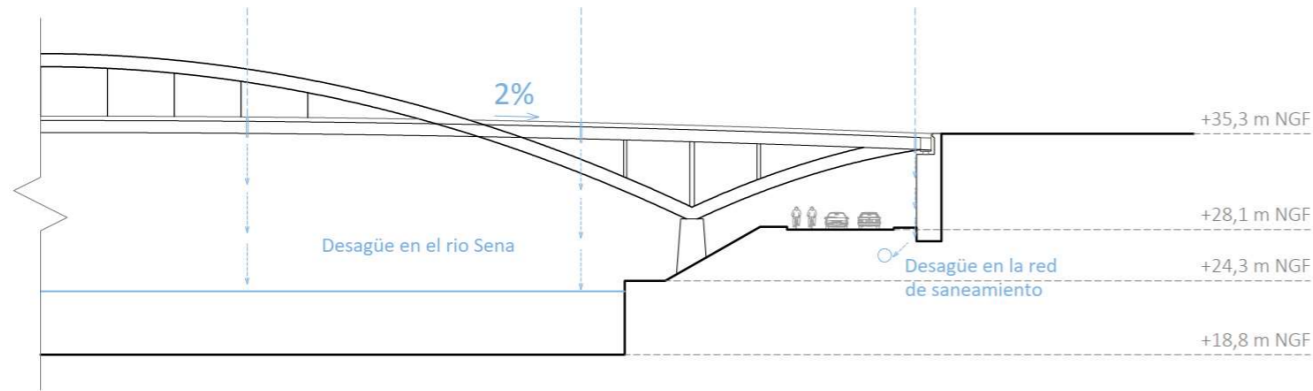 2%
+35,3 m NGF
+28,1 m NGF
Desagüe en el rio Sena
Desagüe en la red
de saneamiento
+24,3 m NGF
+18,8 m NGF